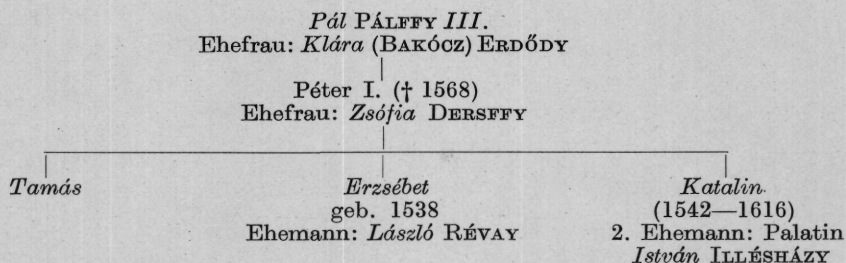 Pál PÁLFFY III.
Ehefrau: Klára (BAKÓCZ) ERDŐDY
Péter I. († 1568)
Ehefrau: Zsófia DERSFFY
Tamás
Erzsébet
geb. 1538
Ehemann: László RÉVAY
Katalin
(1542—1616)
2. Ehemann: Palatin
István ILLÉSHÁZY